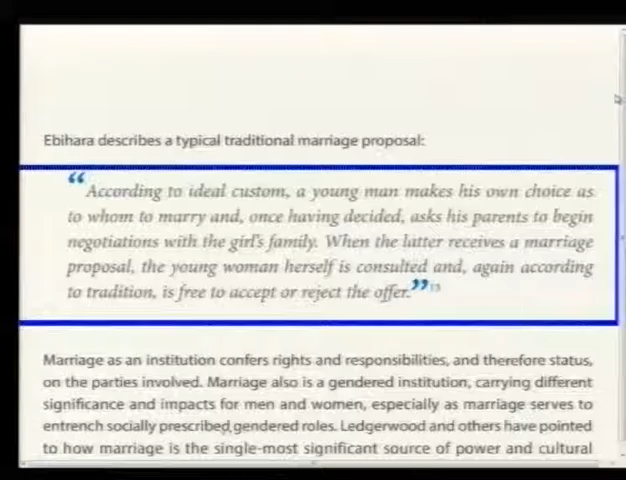 Ebihara describes a typical traditional marriage proposal:
“According to ideal custom, a young man makes his own choice as
to whom to marry and, once having decided, asks his parents to begin
negotiations with the girl's family. When the latter receives a marriage
proposal, the young woman herself is consulted and, again according
to tradition, is free to accept or reject the offer.”
Marriage as an institution confers rights and responsibilities, and therefore status,
on the parties involved. Marriage also is a gendered institution, carrying different
significance and impacts for men and women, especially as marriage serves to
entrench socially prescribed gendered roles. Ledgerwood and others have pointed
to how marriage is the single-most significant source of power and cultural